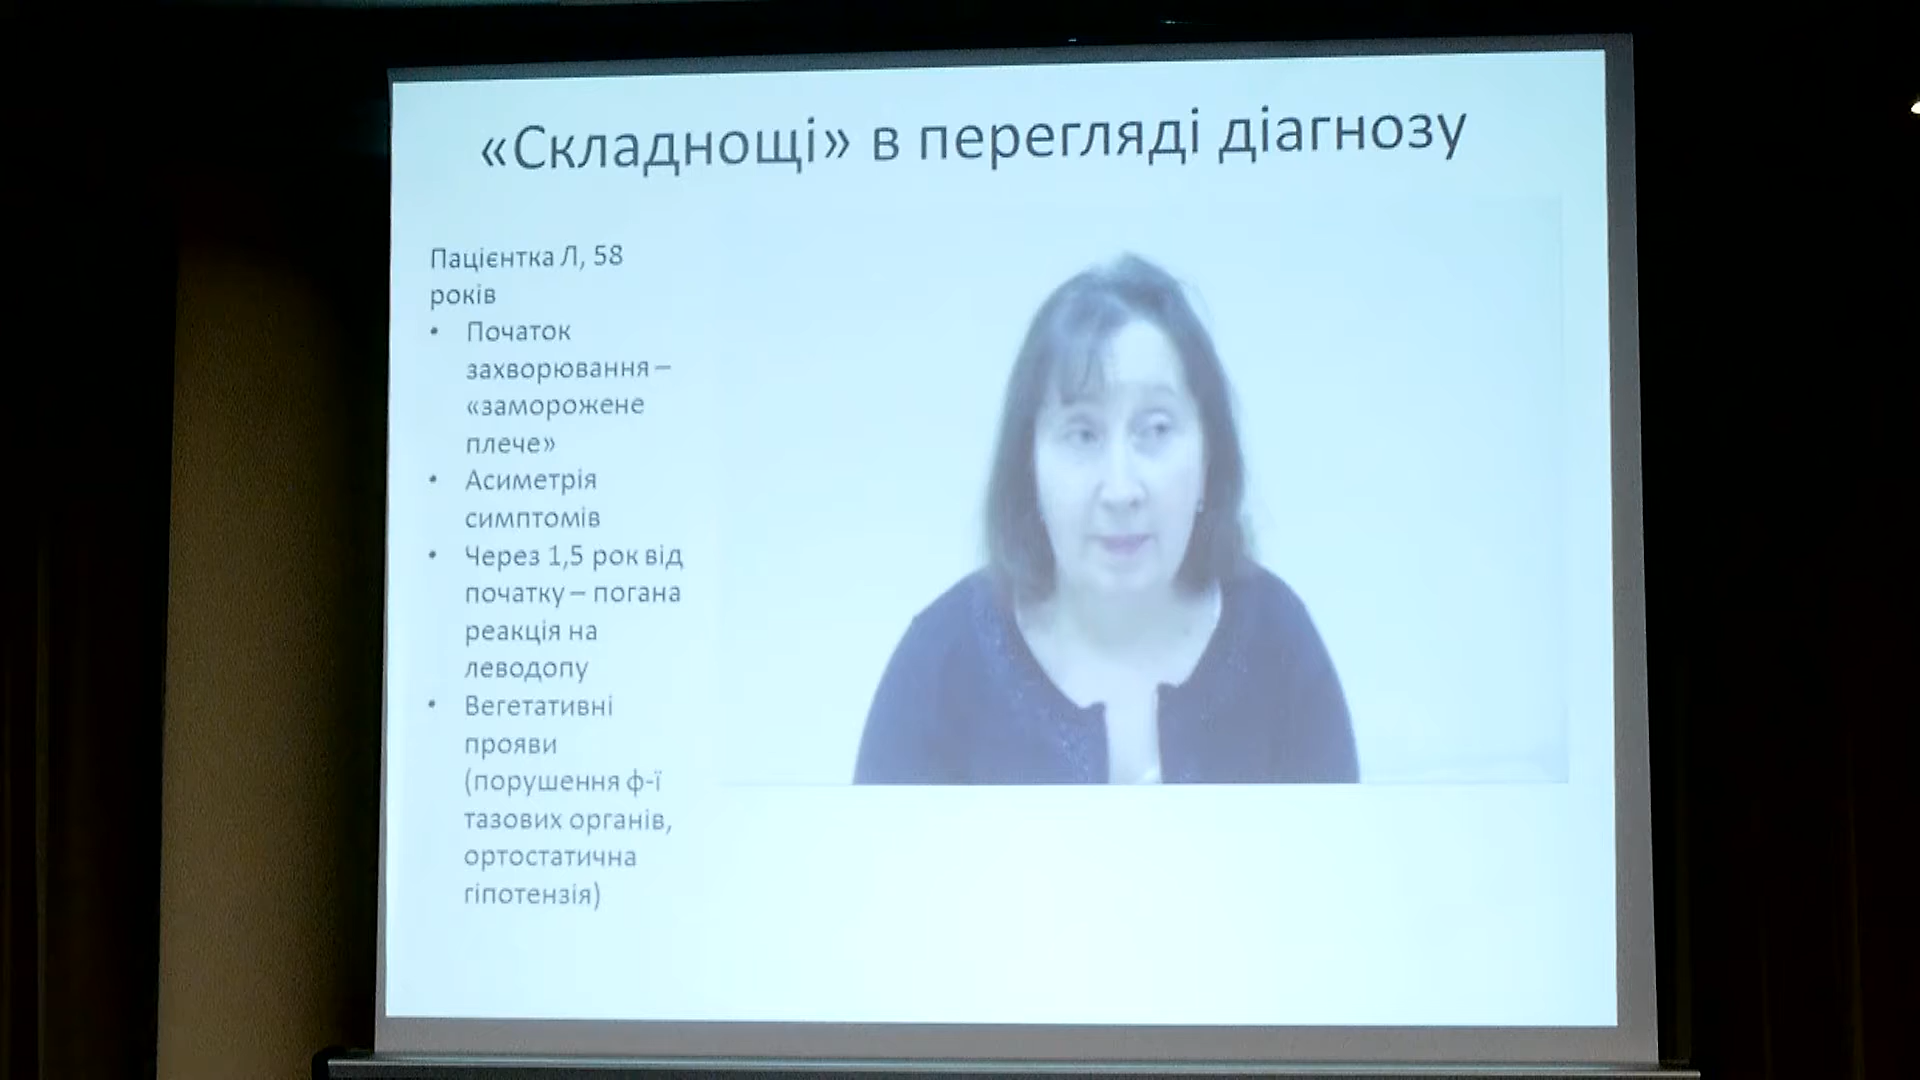 «Складнощі» в перегляді діагнозу
Пацієнтка Л, 58
років
• Початок
захворювання –
«заморожене
плече»
• Асиметрія
симптомів
• Через 1,5 рок від
початку – погана
реакція на
леводопу
• Вегетативні
прояви
(порушення ф-ї
тазових органів,
ортостатична
гіпотензія)